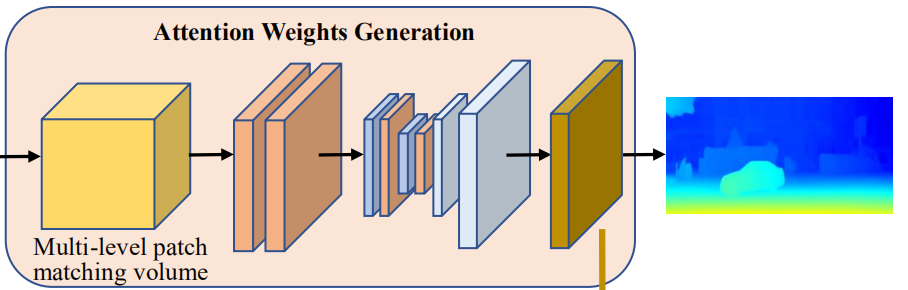 Attention Weights Generation
Multi-level patch
matching volume